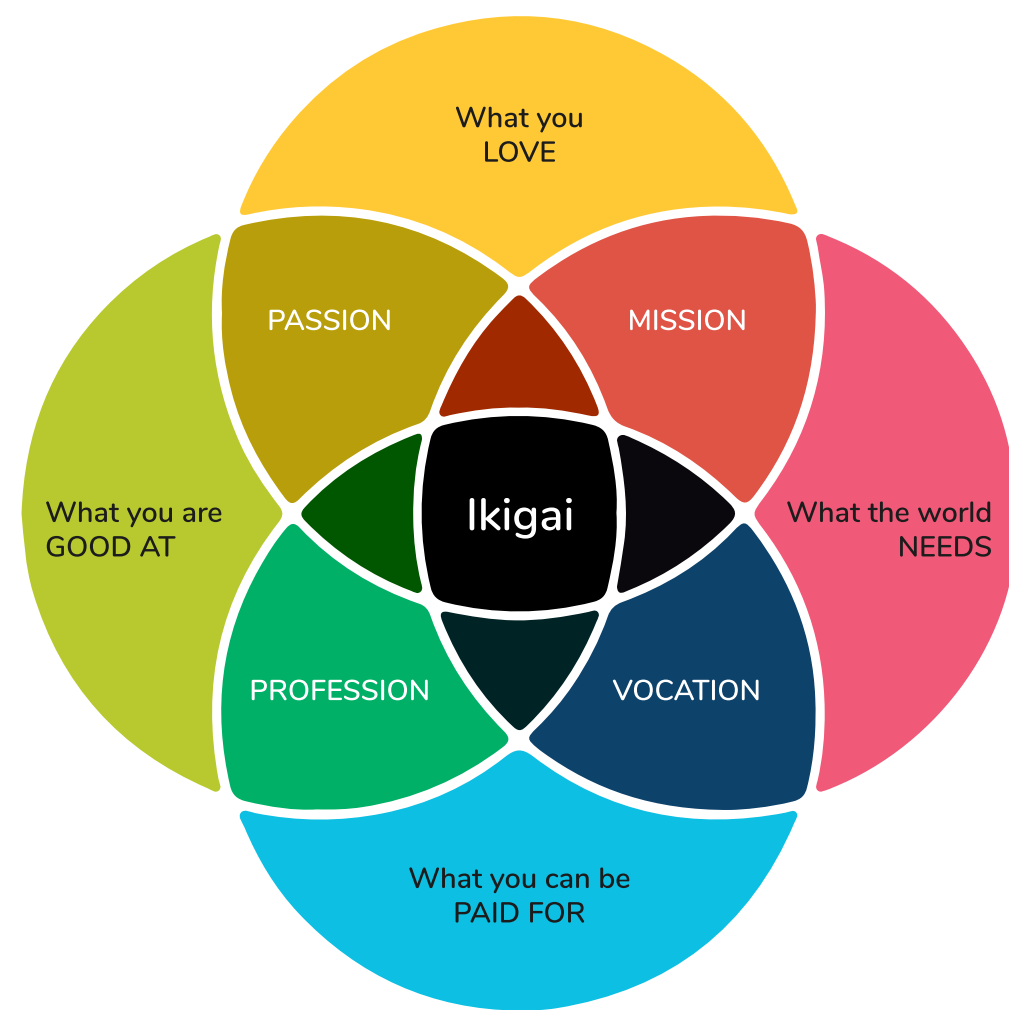 What you
LOVE
PASSION
MISSION
What you are
GOOD AT
Ikigai
What the world
NEEDS
PROFESSION
VOCATION
What you can be
PAID FOR